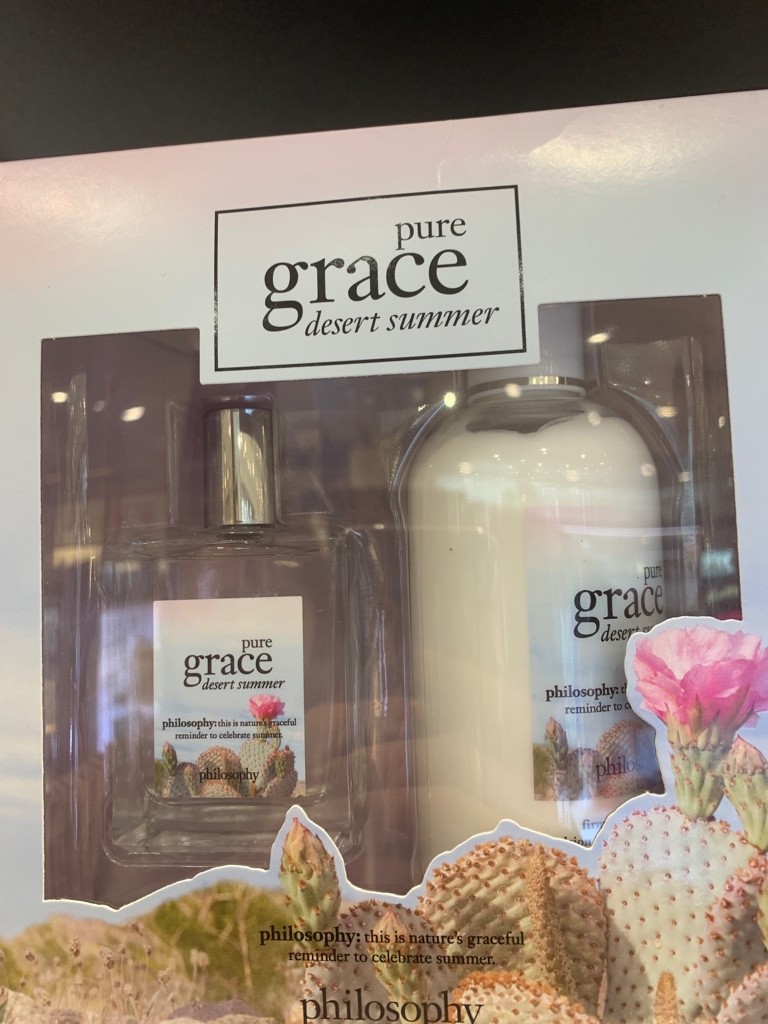 pure
grace
desert summer
pure
grace
desert summer
philosophy: this is nature's graceful
reminder to celebrate summer.
philosophy
pure
grace
philosophy:
reminder to
philosophy: this is nature's graceful
reminder to celebrate summer.
philosophy